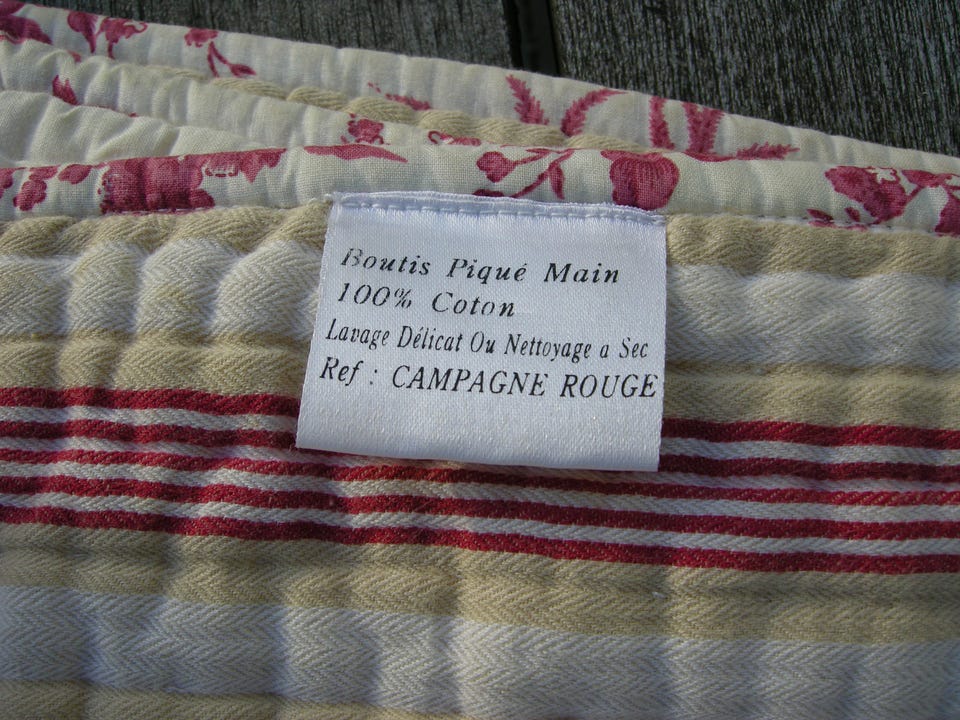 Boutis Piqué Main
100% Coton
Lavage Délicat Ou Nettoyage a Sec
Ref : CAMPAGNE ROUGE